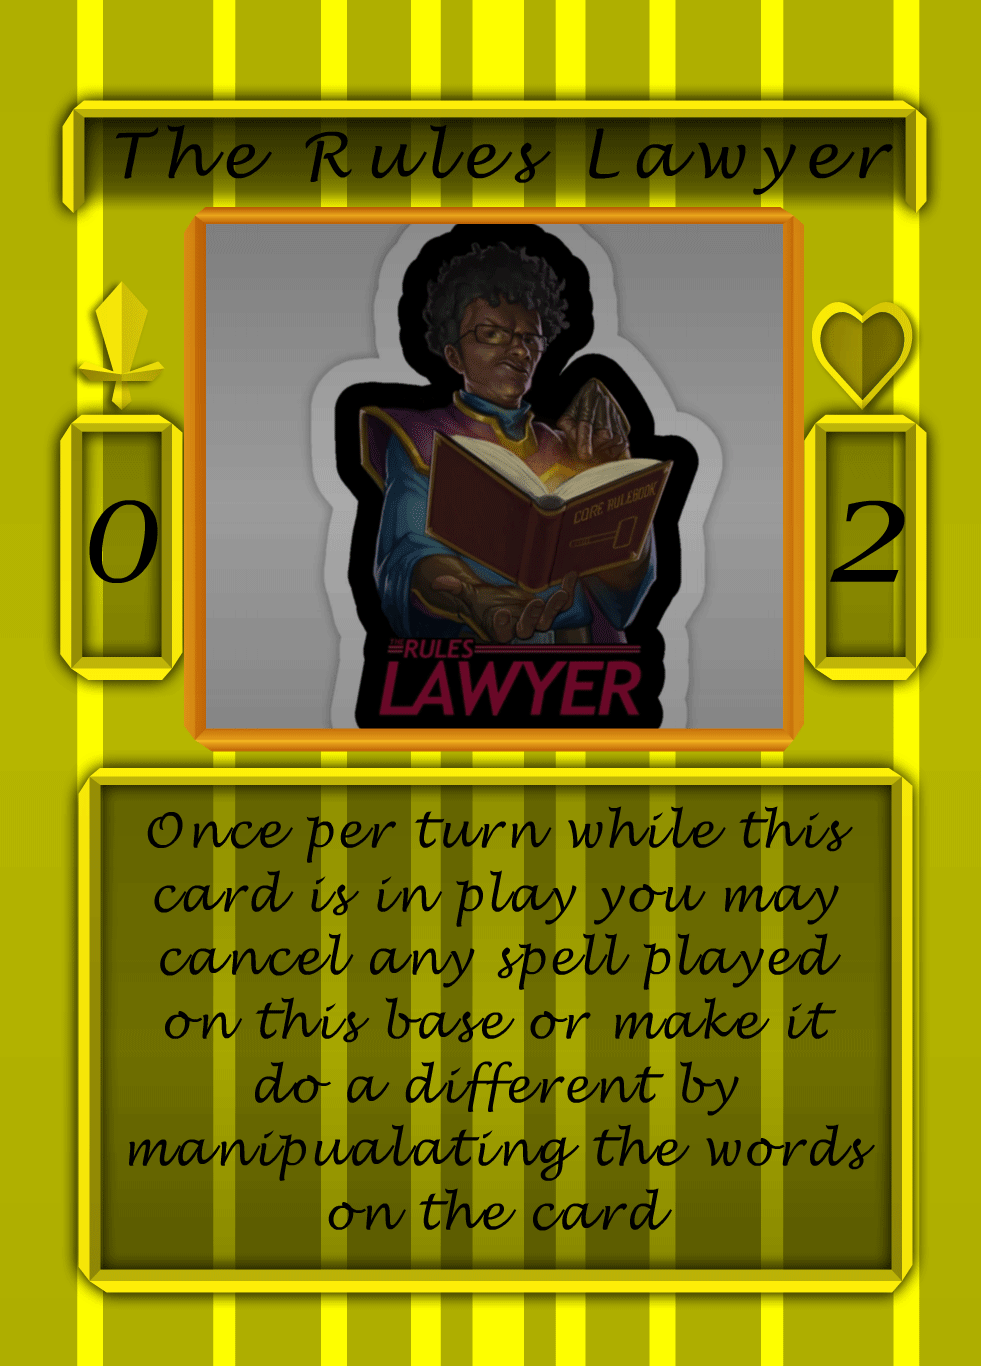 The Rules Lawyer
0
2
CORE RULEBOOK
THE RULES
LAWYER
Once per turn while this
card is in play you may
cancel any spell played
on this base or make it
do a different by
manipualating the words
on the card